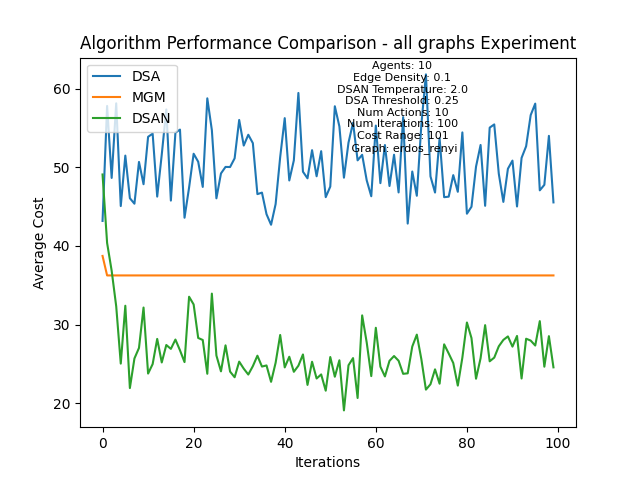 Algorithm Performance Comparison - all graphs Experiment
DSA
MGM
DSAN
Agents: 10
Edge Density: 0.1
DSAN Temperature: 2.0
DSA Threshold: 0.25
Num Actions: 10
Num Iterations: 100
Cost Range: 101
Graph: endos_renyi
60
50
40
30
20
Average Cost
0
20
40
60
80
100
Iterations